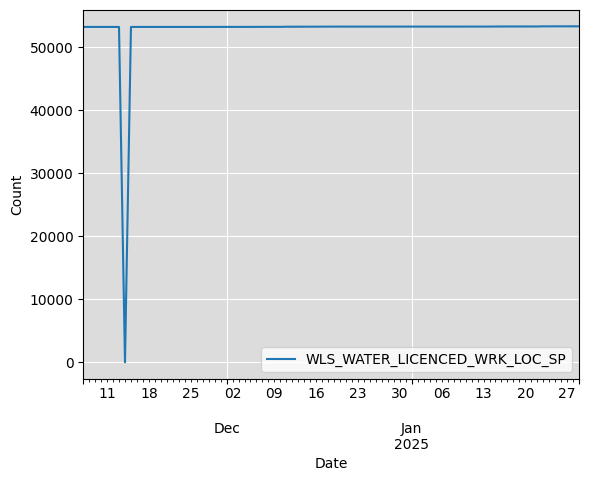 50000
40000
30000
20000
10000
0
Count
WLS_WATER_LICENCED_WRK_LOC_SP
11 18 25 02 09 16 23 30 06 13 20 27
Dec Jan
2025
Date